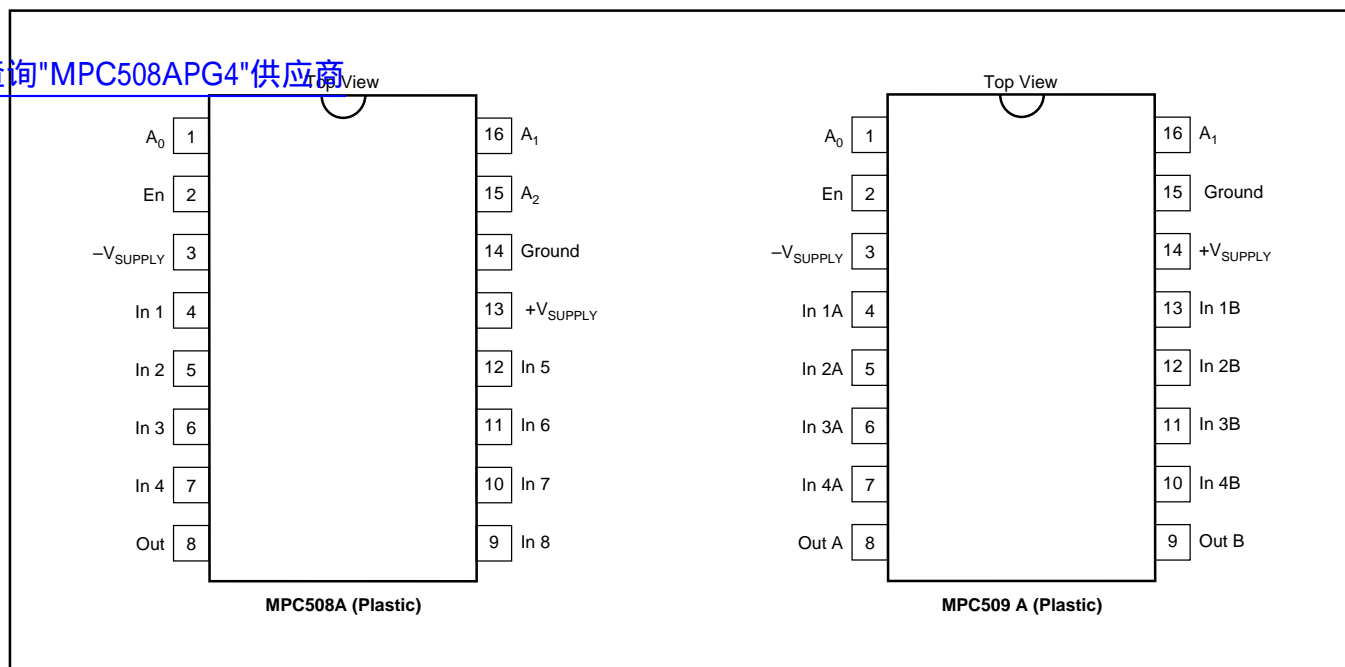 询"MPC508APG4"供应商
Top View
A₀ 1
En 2
–V_SUPPLY 3
In 1 4
In 2 5
In 3 6
In 4 7
Out 8
16 A₁
15 A₂
14 Ground
13 +V_SUPPLY
12 In 5
11 In 6
10 In 7
9 In 8
MPC508A (Plastic)
Top View
A₀ 1
En 2
–V_SUPPLY 3
In 1A 4
In 2A 5
In 3A 6
In 4A 7
Out A 8
16 A₁
15 Ground
14 +V_SUPPLY
13 In 1B
12 In 2B
11 In 3B
10 In 4B
9 Out B
MPC509 A (Plastic)